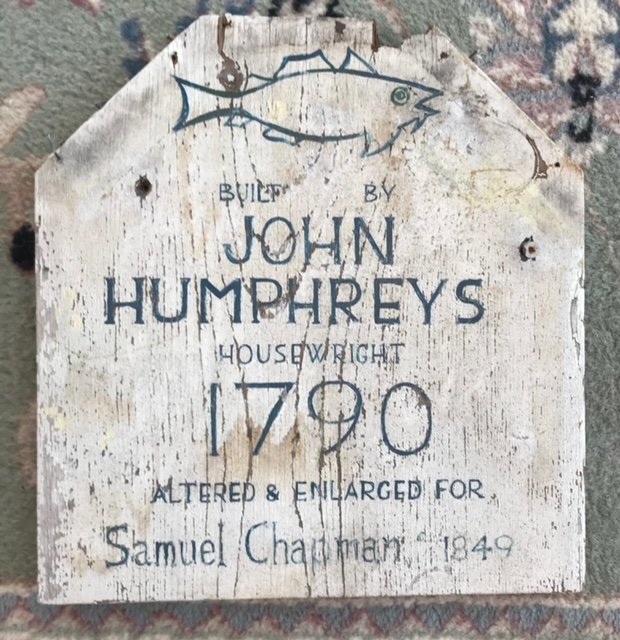 BUILT BY
JOHN
HUMPHREYS
HOUSEWRIGHT
1790
ALTERED & ENLARGED FOR
Samuel Chapman c 1849